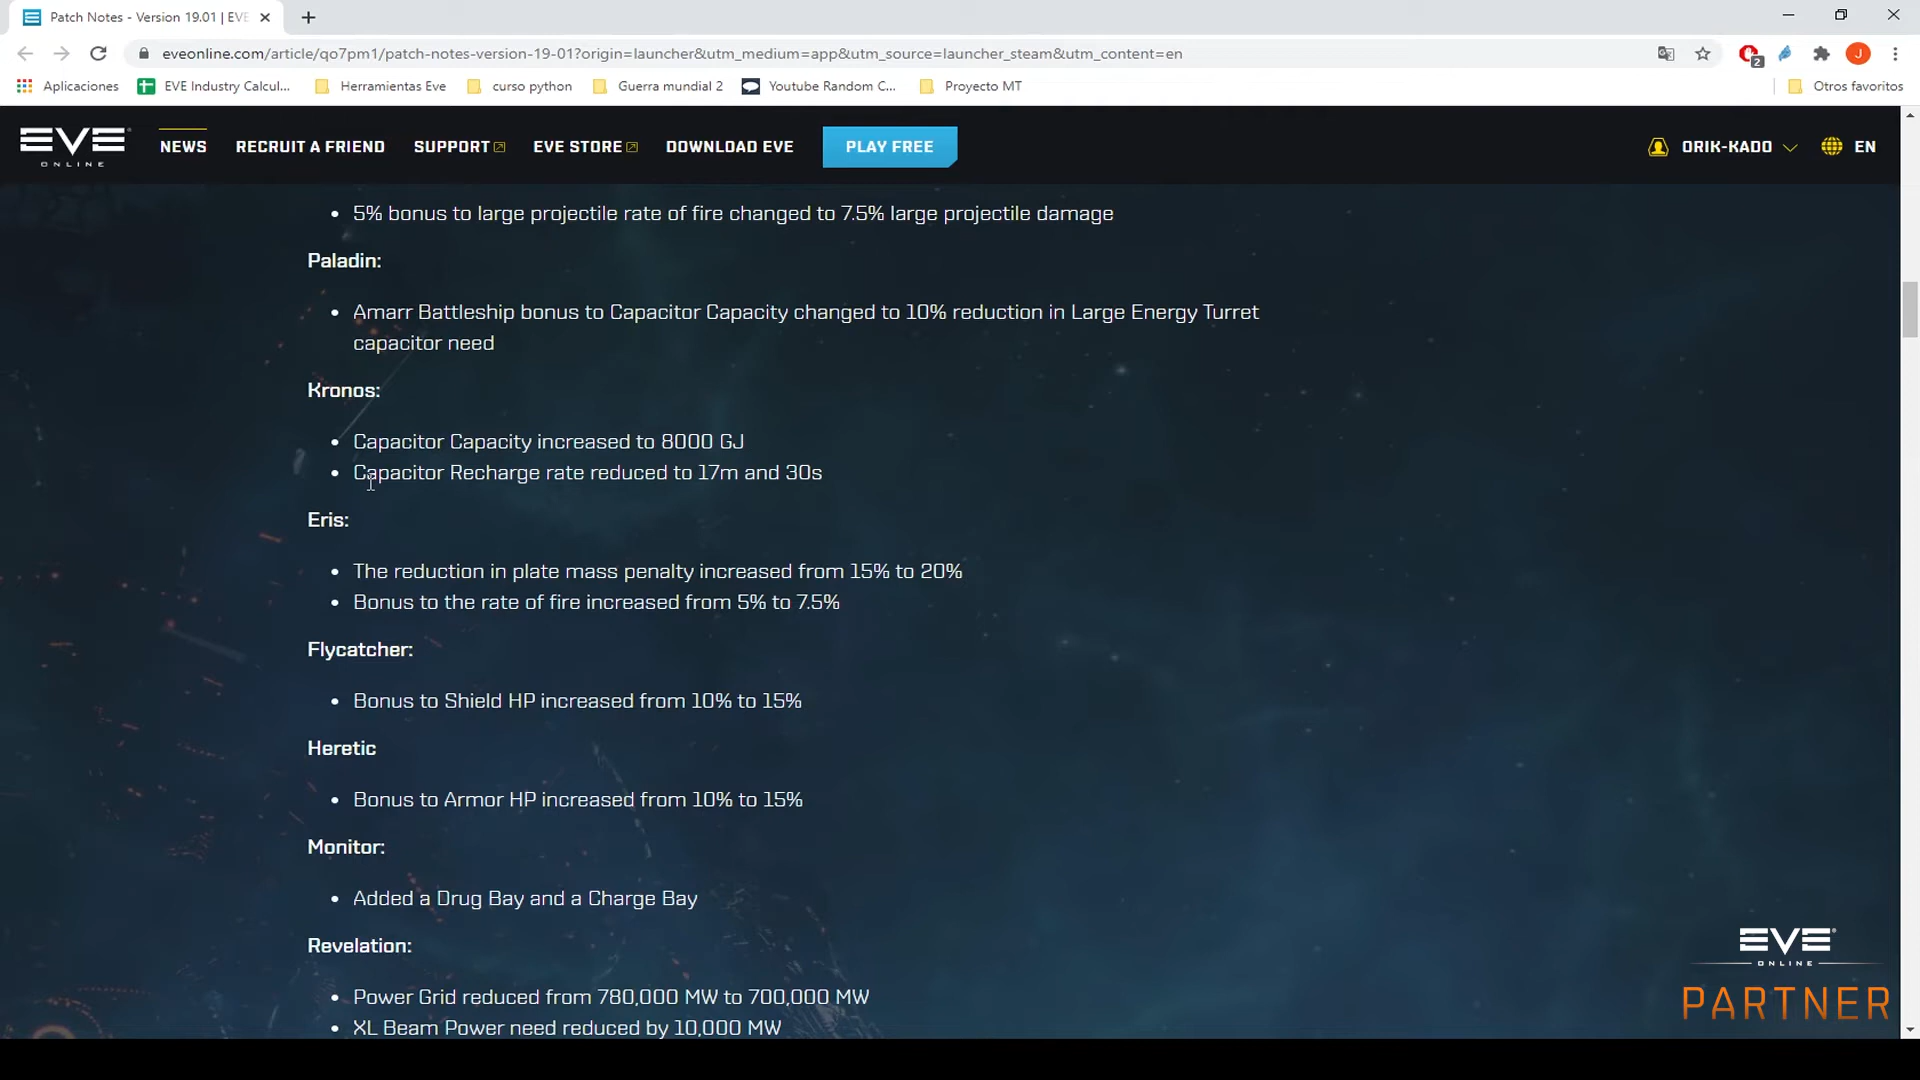 Patch Notes - Version 19.01 | EVE
eveonline.com/article/qo7pm1/patch-notes-version-19-01?origin=launcher&utm_medium=app&utm_source=launcher_steam&utm_content=en
2
J
Aplicaciones
EVE Industry Calcul...
Herramientas Eve
curso python
Guerra mundial 2
Youtube Random C...
Proyecto MT
Otros favoritos
EVE
ONLINE
NEWS
RECRUIT A FRIEND
SUPPORT
EVE STORE
DOWNLOAD EVE
PLAY FREE
ORIK-KADO
EN
• 5% bonus to large projectile rate of fire changed to 7.5% large projectile damage
Paladin:
• Amarr Battleship bonus to Capacitor Capacity changed to 10% reduction in Large Energy Turret
capacitor need
Kronos:
• Capacitor Capacity increased to 8000 GJ
• Capacitor Recharge rate reduced to 17m and 30s
Eris:
• The reduction in plate mass penalty increased from 15% to 20%
• Bonus to the rate of fire increased from 5% to 7.5%
Flycatcher:
• Bonus to Shield HP increased from 10% to 15%
Heretic
• Bonus to Armor HP increased from 10% to 15%
Monitor:
• Added a Drug Bay and a Charge Bay
Revelation:
• Power Grid reduced from 780,000 MW to 700,000 MW
• XL Beam Power need reduced by 10,000 MW
EVE
ONLINE
PARTNER